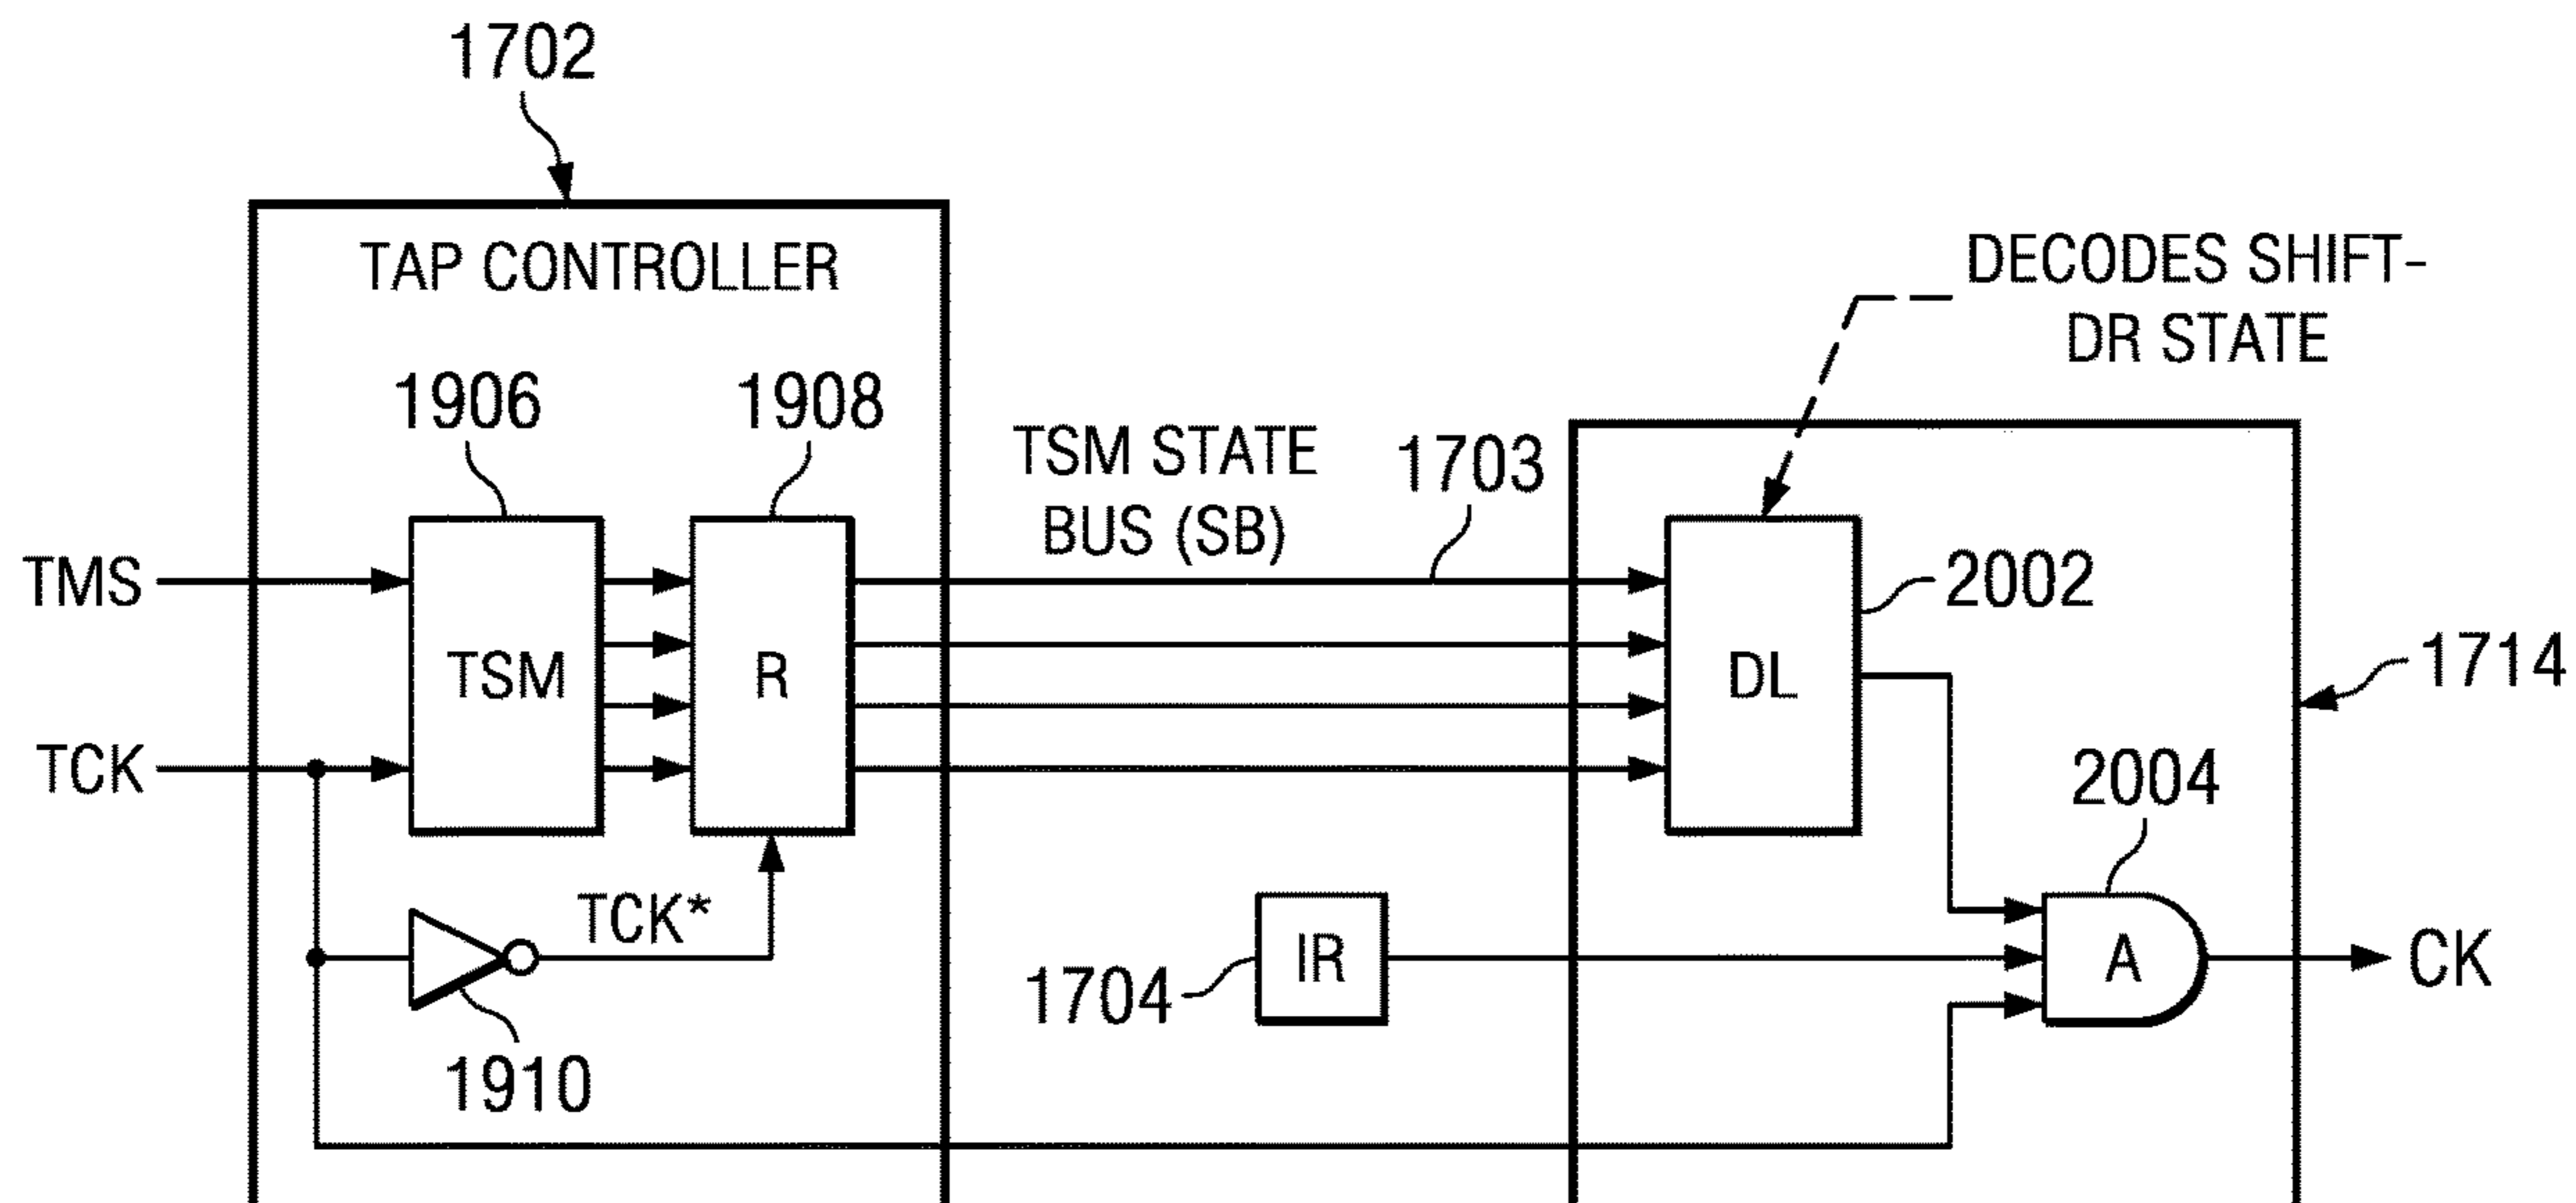 1702
TAP CONTROLLER
DECODES SHIFT-
DR STATE
1906
1908
TSM STATE
BUS (SB)
1703
TMS
TSM
R
DL
2002
1714
TCK
2004
TCK*
1704
IR
A
CK
1910